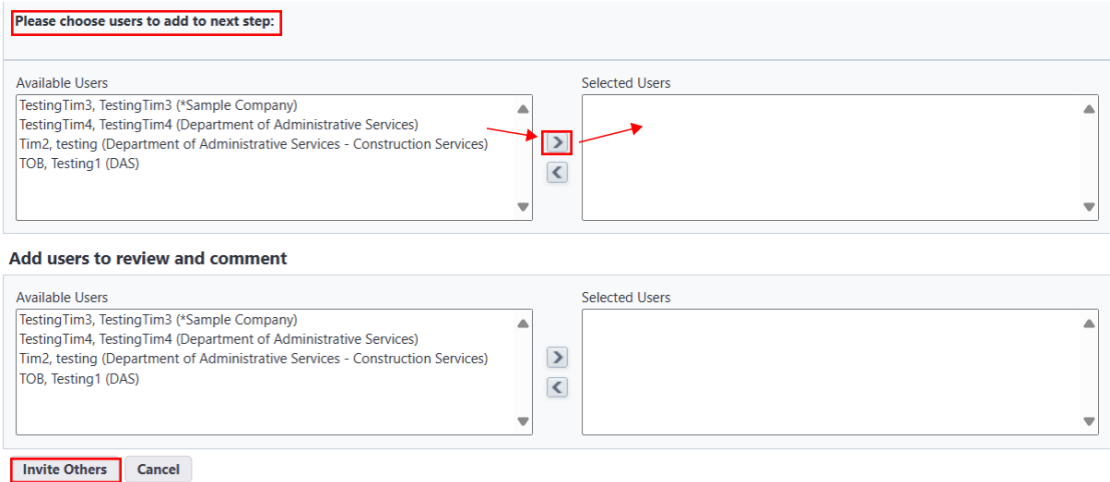 Please choose users to add to next step:
Available Users
Selected Users
TestingTim3, TestingTim3 (*Sample Company)
TestingTim4, TestingTim4 (Department of Administrative Services)
Tim2, testing (Department of Administrative Services - Construction Services)
TOB, Testing1 (DAS)
Add users to review and comment
Available Users
Selected Users
TestingTim3, TestingTim3 (*Sample Company)
TestingTim4, TestingTim4 (Department of Administrative Services)
Tim2, testing (Department of Administrative Services - Construction Services)
TOB, Testing1 (DAS)
Invite Others
Cancel